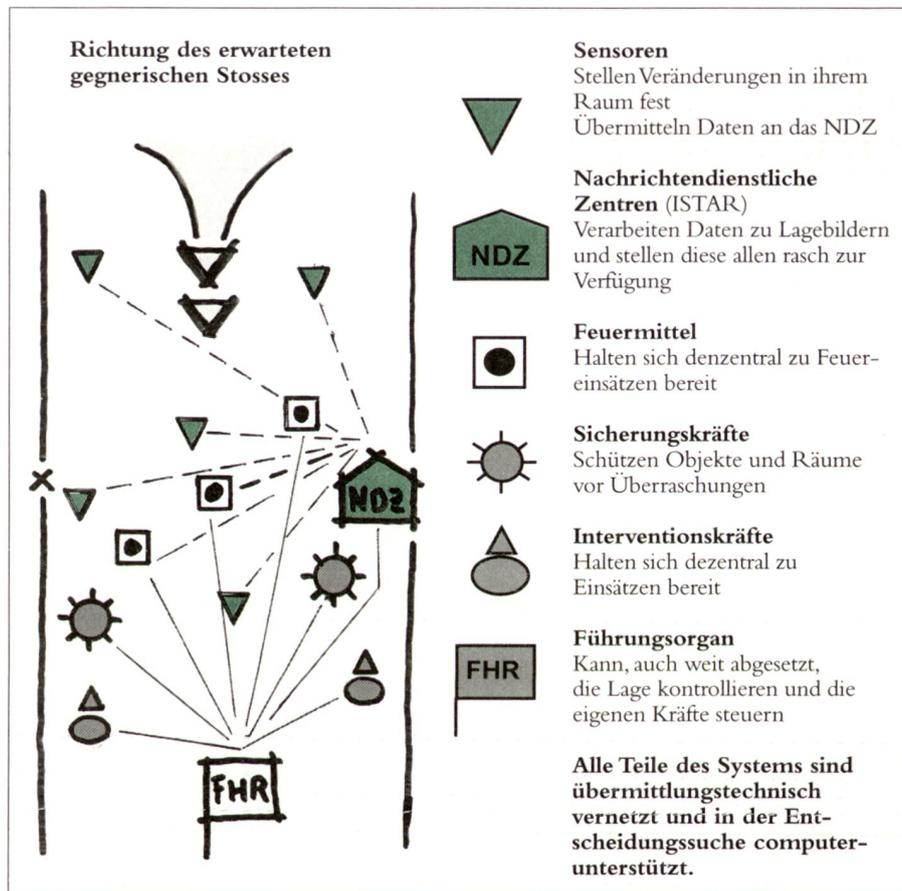 Richtung des erwarteten
gegnerischen Stosses
NDZ
FHR
Sensoren
Stellen Veränderungen in ihrem
Raum fest
Übermitteln Daten an das NDZ
Nachrichtendienstliche
Zentren (ISTAR)
NDZ
Verarbeiten Daten zu Lagebildern
und stellen diese allen rasch zur
Verfügung
Feuermittel
Halten sich denzentral zu Feuer-
einsätzen bereit
Sicherungskräfte
Schützen Objekte und Räume
vor Überraschungen
Interventionskräfte
Halten sich dezentral zu
Einsätzen bereit
Führungsorgan
FHR
Kann, auch weit abgesetzt,
die Lage kontrollieren und die
eigenen Kräfte steuern
Alle Teile des Systems sind
übermittlungstechnisch
vernetzt und in der Ent-
scheidungssuche computer-
unterstützt.